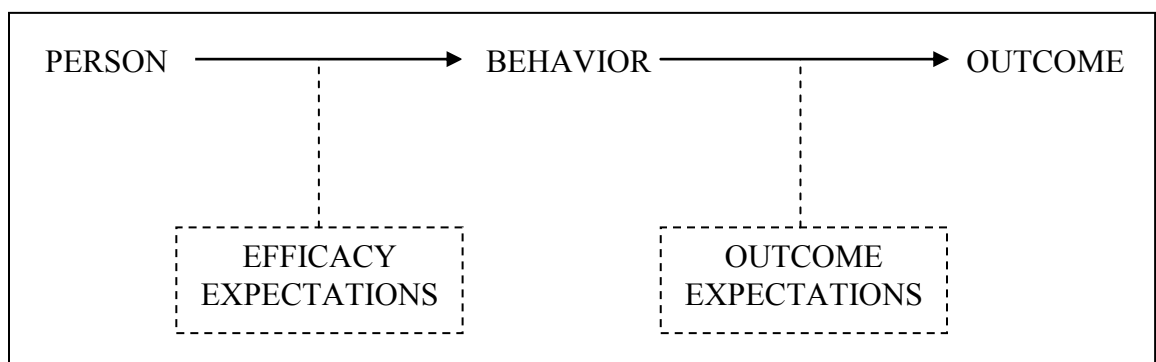 PERSON BEHAVIOR OUTCOME
EFFICACY EXPECTATIONS
OUTCOME EXPECTATIONS